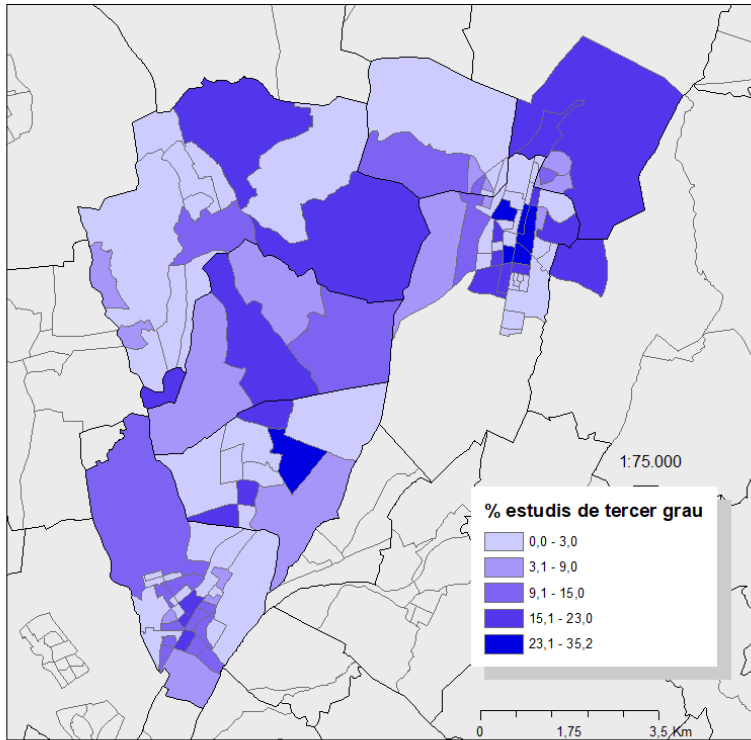 1:75.000
% estudis de tercer grau
0,0 - 3,0
3,1 - 9,0
9,1 - 15,0
15,1 - 23,0
23,1 - 35,2
0 1,75 3,5 Km